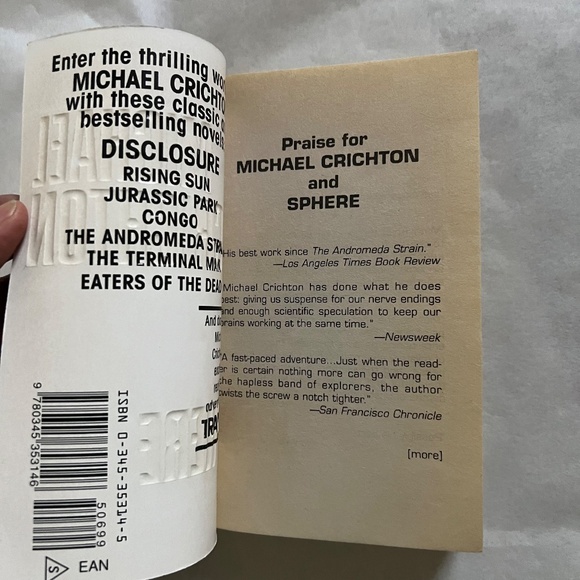 Enter the thrilling
MICHAEL CRICHTON
with these classic
bestselling novels
DISCLOSURE
RISING SUN
JURASSIC PARK
CONGO
THE ANDROMEDA
THE TERMINAL
EATERS OF THE DEAD
And
9 780345 353146
ISBN 0-345-35314-5
50699
S
EAN
Praise for
MICHAEL CRICHTON
and
SPHERE
His best work since The Andromeda Strain."
—Los Angeles Times Book Review
Michael Crichton has done what he does
best: giving us suspense for our nerve endings
and enough scientific speculation to keep our
brains working at the same time."
—Newsweek
A fast-paced adventure...Just when the read-
er is certain nothing more can go wrong for
the hapless band of explorers, the author
twists the screw a notch tighter."
—San Francisco Chronicle
[more]